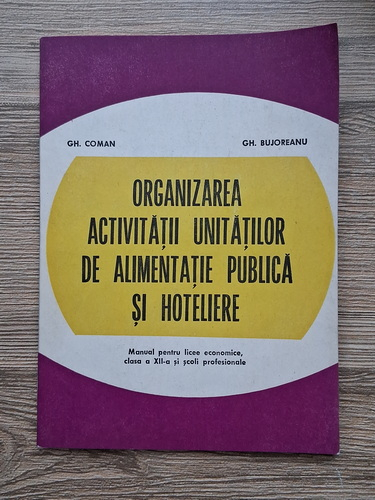 GH. COMAN GH. BUJOREANU
ORGANIZAREA
ACTIVITĂȚII UNITĂȚILOR
DE ALIMENTAȚIE PUBLICĂ
ȘI HOTELIERE
Manual pentru licee economice,
clasa a XII-a și școli profesionale